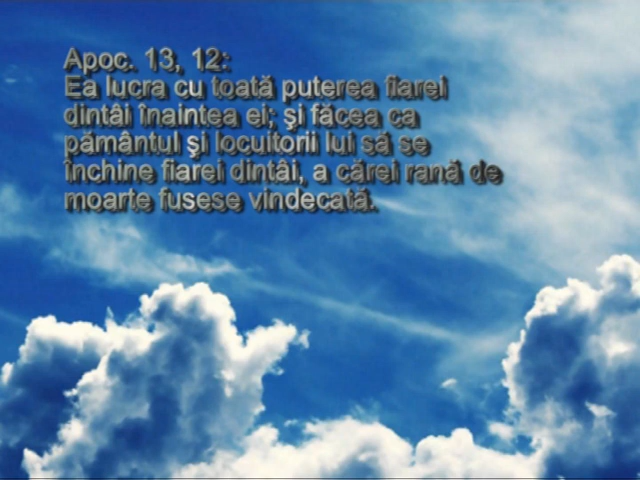 Apoc. 13, 12:
Ea lucra cu toată puterea fiarei
dintâi înaintea ei; şi făcea ca
pământul şi locuitorii lui să se
închine fiarei dintâi, a cărei rană de
moarte fusese vindecată.